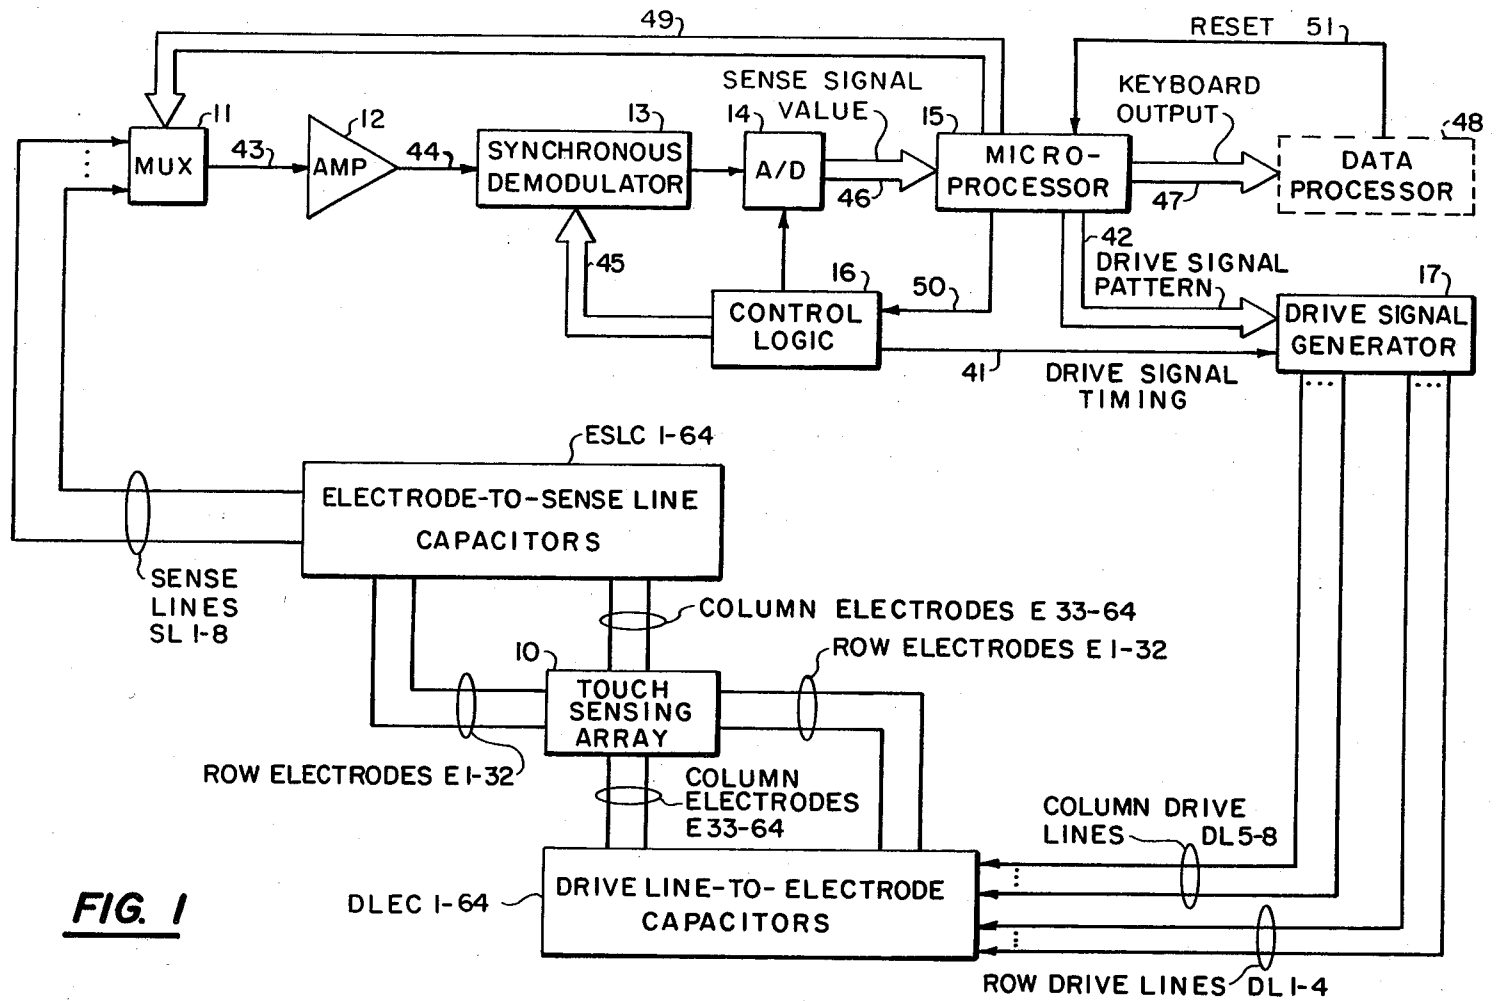 49
RESET 51
SENSE SIGNAL
VALUE
KEYBOARD
OUTPUT
11
12
13
14
15
48
MUX
43
AMP
44
SYNCHRONOUS
DEMODULATOR
A/D
46
MICRO-
PROCESSOR
47
DATA
PROCESSOR
45
16
50
42
DRIVE SIGNAL
PATTERN
17
CONTROL
LOGIC
41
DRIVE SIGNAL
TIMING
DRIVE SIGNAL
GENERATOR
ESLC 1-64
ELECTRODE-TO-SENSE LINE
CAPACITORS
SENSE
LINES
SL 1-8
COLUMN ELECTRODES E 33-64
10
ROW ELECTRODES E 1-32
TOUCH
SENSING
ARRAY
ROW ELECTRODES E 1-32
COLUMN
ELECTRODES
E 33-64
COLUMN DRIVE
LINES DL5-8
DLEC 1-64
DRIVE LINE-TO-ELECTRODE
CAPACITORS
FIG. 1
ROW DRIVE LINES DL 1-4